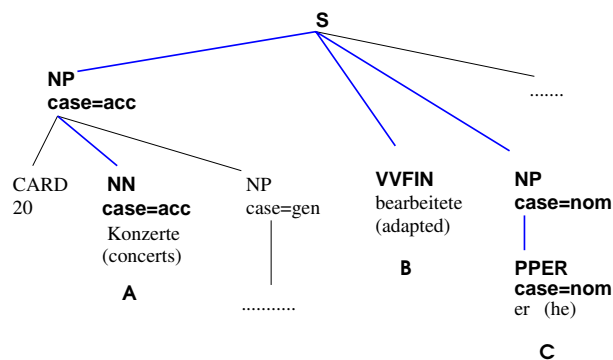 S
NP
case=acc
.......
CARD
20
NN
case=acc
Konzerte
(concerts)
A
NP
case=gen
...........
VVFIN
bearbeitete
(adapted)
B
NP
case=nom
PPER
case=nom
er (he)
C